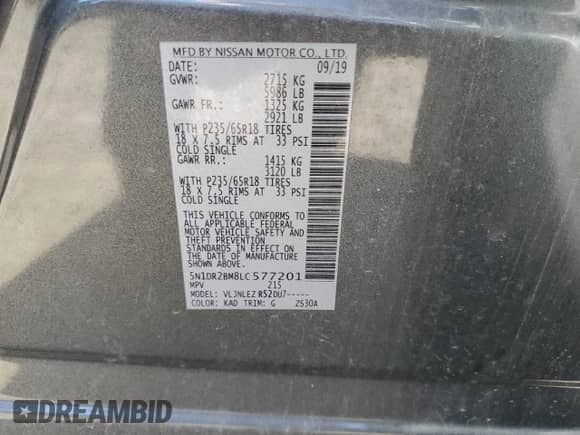 MFD BY NISSAN MOTOR CO., LTD.
DATE: 09/19
GVWR: 2715 KG
5986 LB
GAWR FR.: 1325 KG
2921 LB
WITH P235/65R18 TIRES
18 X 7.5 RIMS AT 33 PSI
COLD SINGLE
GAWR RR.: 1415 KG
3120 LB
WITH P235/65R18 TIRES
18 X 7.5 RIMS AT 33 PSI
COLD SINGLE
THIS VEHICLE CONFORMS TO
ALL APPLICABLE FEDERAL
MOTOR VEHICLE SAFETY AND
THEFT PREVENTION
STANDARDS IN EFFECT ON
THE DATE OF MANUFACTURE
SHOWN ABOVE.
5N1DR2BM8LC577201
MPV 215
MODEL: VLJNLEZ R52DU7-----
COLOR: KAD TRIM: G ZS30A
DREAMBID